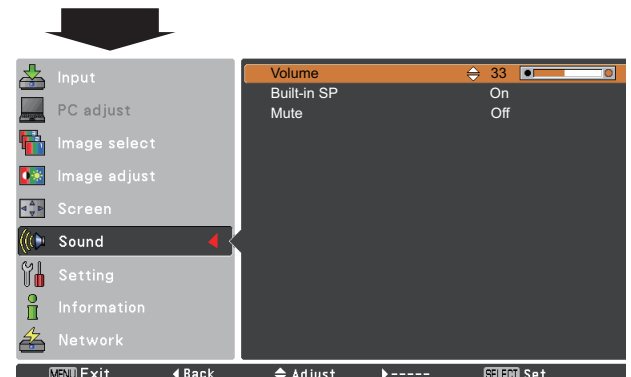 Input
PC adjust
Image select
Image adjust
Screen
Sound
Setting
Information
Network
Volume 33
Built-in SP On
Mute Off
MENU Exit Back Adjust ----- SELECT Set